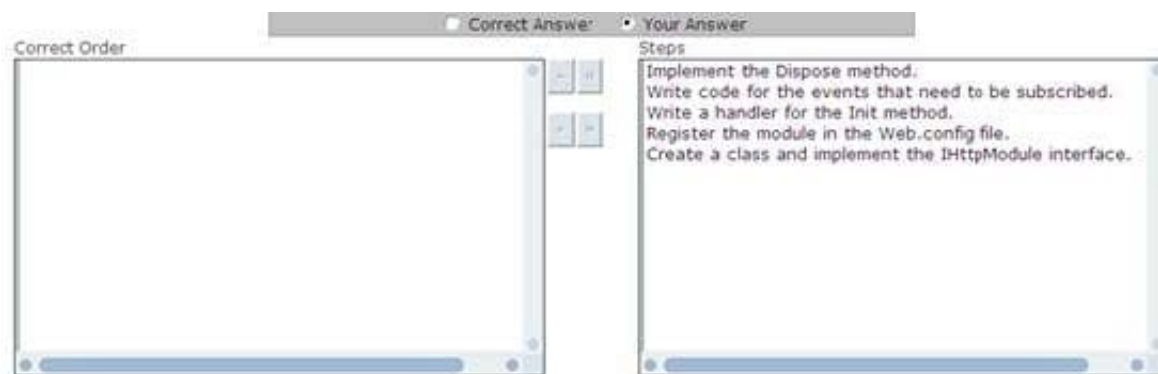 Correct Answer Your Answer
Correct Order
Steps
Implement the Dispose method.
Write code for the events that need to be subscribed.
Write a handler for the Init method.
Register the module in the Web.config file.
Create a class and implement the IHttpModule interface.